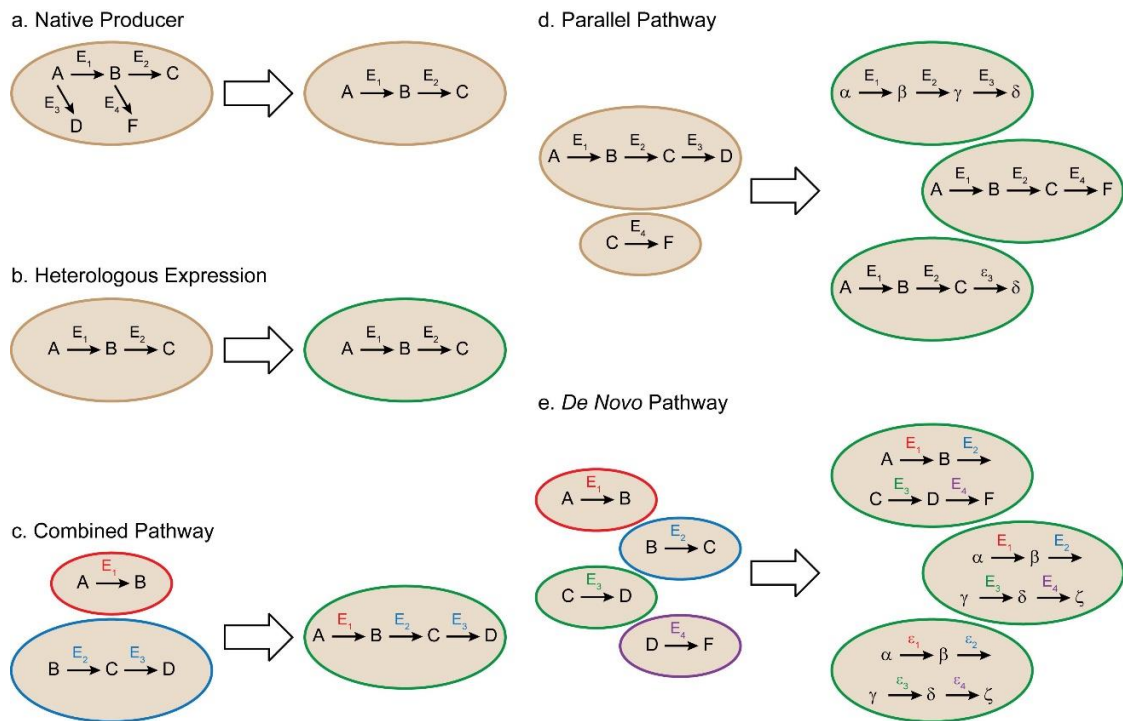 a. Native Producer
E₁ E₂
A B C
E₃ E₄
D F
E₁ E₂
A B C
b. Heterologous Expression
E₁ E₂
A B C
E₁ E₂
A B C
c. Combined Pathway
E₁
A B
E₂ E₃
B C D
E₁ E₂ E₃
A B C D
d. Parallel Pathway
E₁ E₂ E₃
A B C D
E₄
C F
E₁ E₂ E₃
α β γ δ
E₁ E₂ E₄
A B C F
E₁ E₂ ε₃
A B C δ
e. De Novo Pathway
E₁
A B
E₂
B C
E₃
C D
E₄
D F
E₁ E₂
A B
E₃ E₄
C D F
E₁ E₂
α β
E₃ E₄
γ δ ζ
ε₁ ε₂
α β
ε₃ ε₄
γ δ ζ